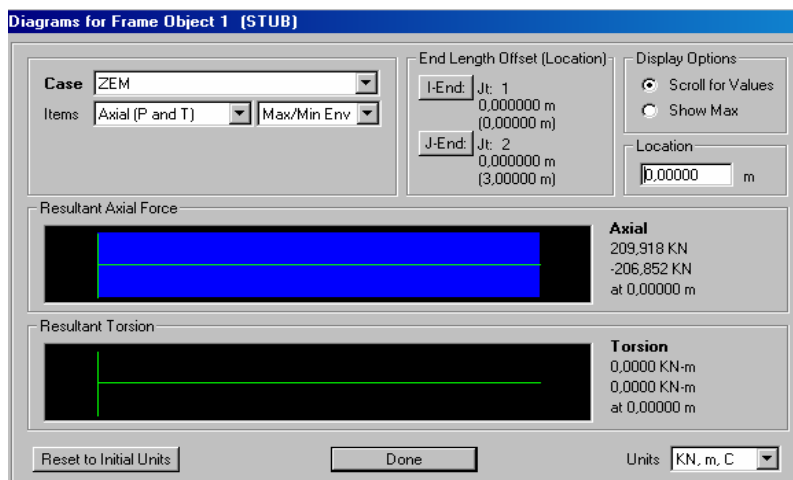 Diagrams for Frame Object 1 (STUB)
Case ZEM
Items Axial (P and T) Max/Min Env
End Length Offset (Location)
I-End: Jt: 1
0,000000 m
(0,00000 m)
J-End: Jt: 2
0,000000 m
(3,00000 m)
Display Options
Scroll for Values
Show Max
Location
0,00000 m
Resultant Axial Force
Axial
209,918 KN
-206,852 KN
at 0,00000 m
Resultant Torsion
Torsion
0,0000 KN-m
0,0000 KN-m
at 0,00000 m
Reset to Initial Units
Done
Units KN, m, C